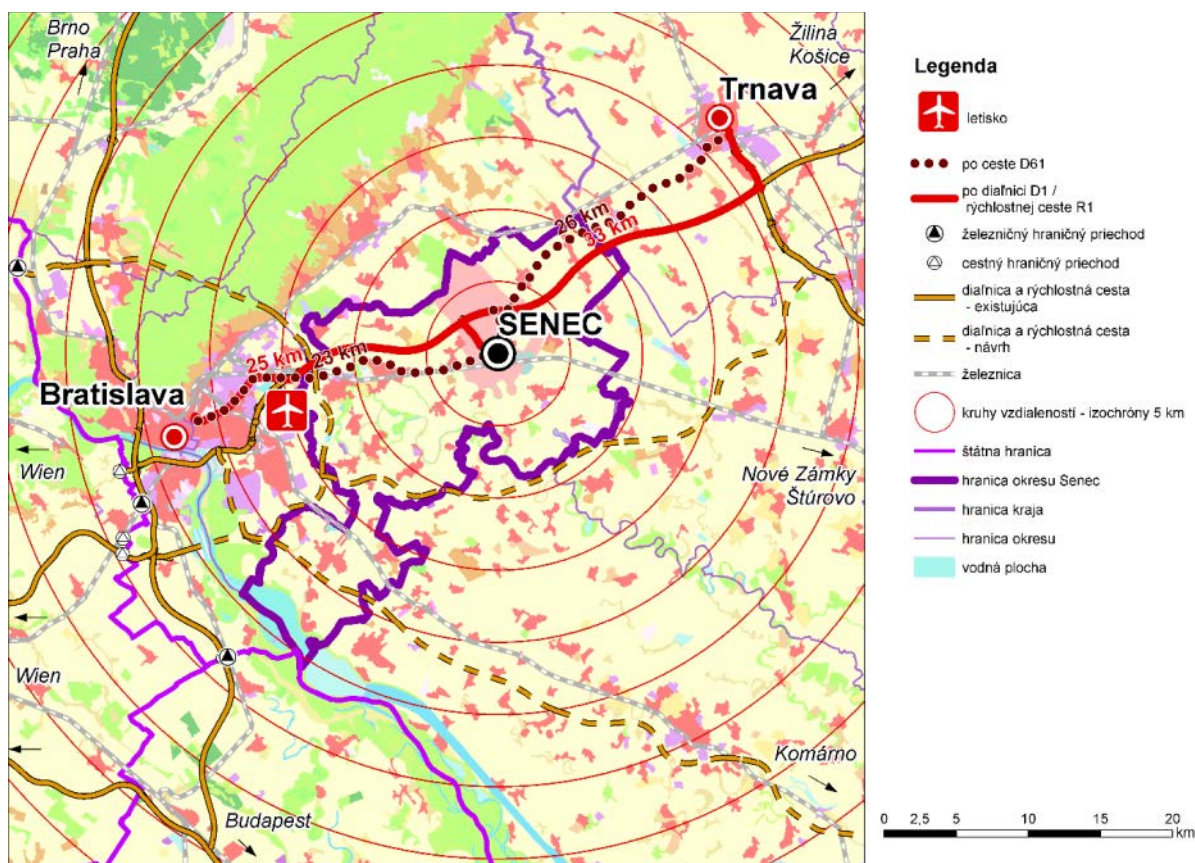 Brno
Praha
Žilina
Košice
Trnava
26 km
33 km
SENEC
25 km
23 km
Bratislava
Wien
Nové Zámky
Štúrovo
Wien
Komárno
Budapest
Legenda
letisko
po ceste D61
po diaľnici D1 /
rýchlostnej ceste R1
železničný hraničný priechod
cestný hraničný priechod
diaľnica a rýchlostná cesta
- existujúca
diaľnica a rýchlostná cesta
- návrh
železnica
kruhy vzdialeností - izochróny 5 km
štátna hranica
hranica okresu Senec
hranica kraja
hranica okresu
vodná plocha
0 2,5 5 10 15 20
km